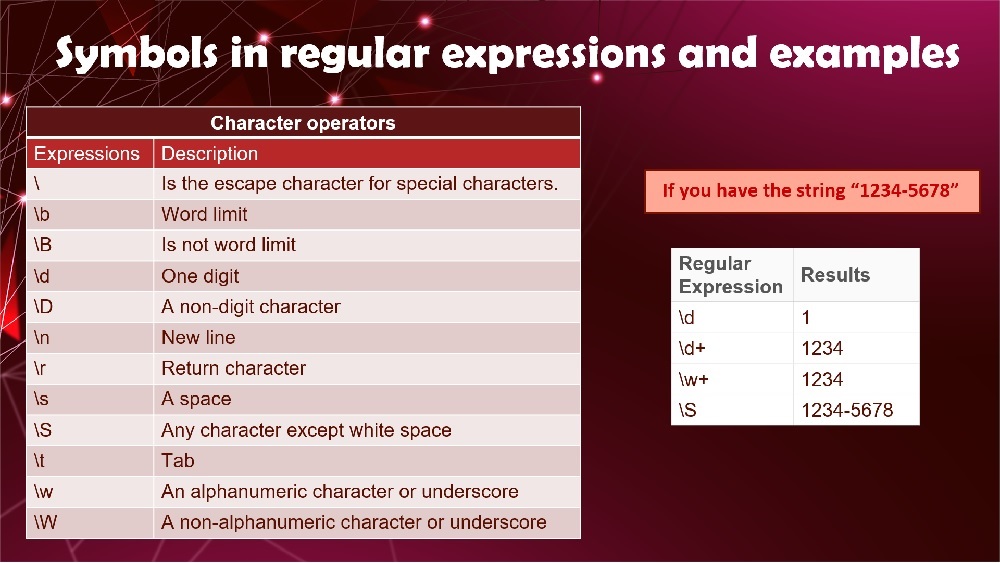 Symbols in regular expressions and examples
Character operators
Expressions Description
\ Is the escape character for special characters.
\b Word limit
\B Is not word limit
\d One digit
\D A non-digit character
\n New line
\r Return character
\s A space
\S Any character except white space
\t Tab
\w An alphanumeric character or underscore
\W A non-alphanumeric character or underscore
If you have the string “1234-5678”
Regular
Expression Results
\d 1
\d+ 1234
\w+ 1234
\S 1234-5678